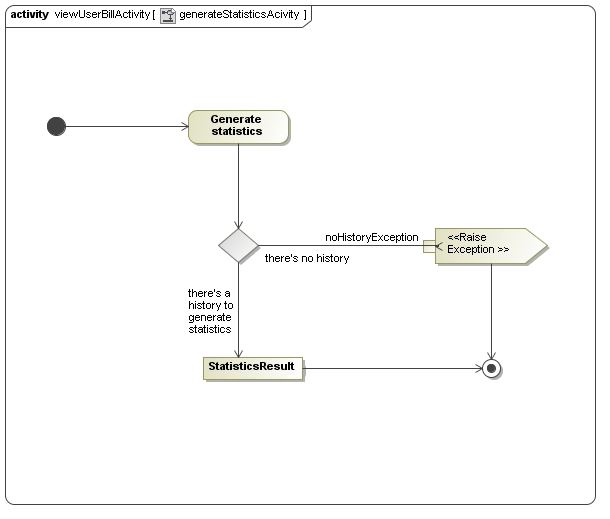 activity viewUserBillActivity [ generateStatisticsAcivity ]
Generate
statistics
noHistoryException
<<Raise
Exception >>
there's no history
there's a
history to
generate
statistics
StatisticsResult